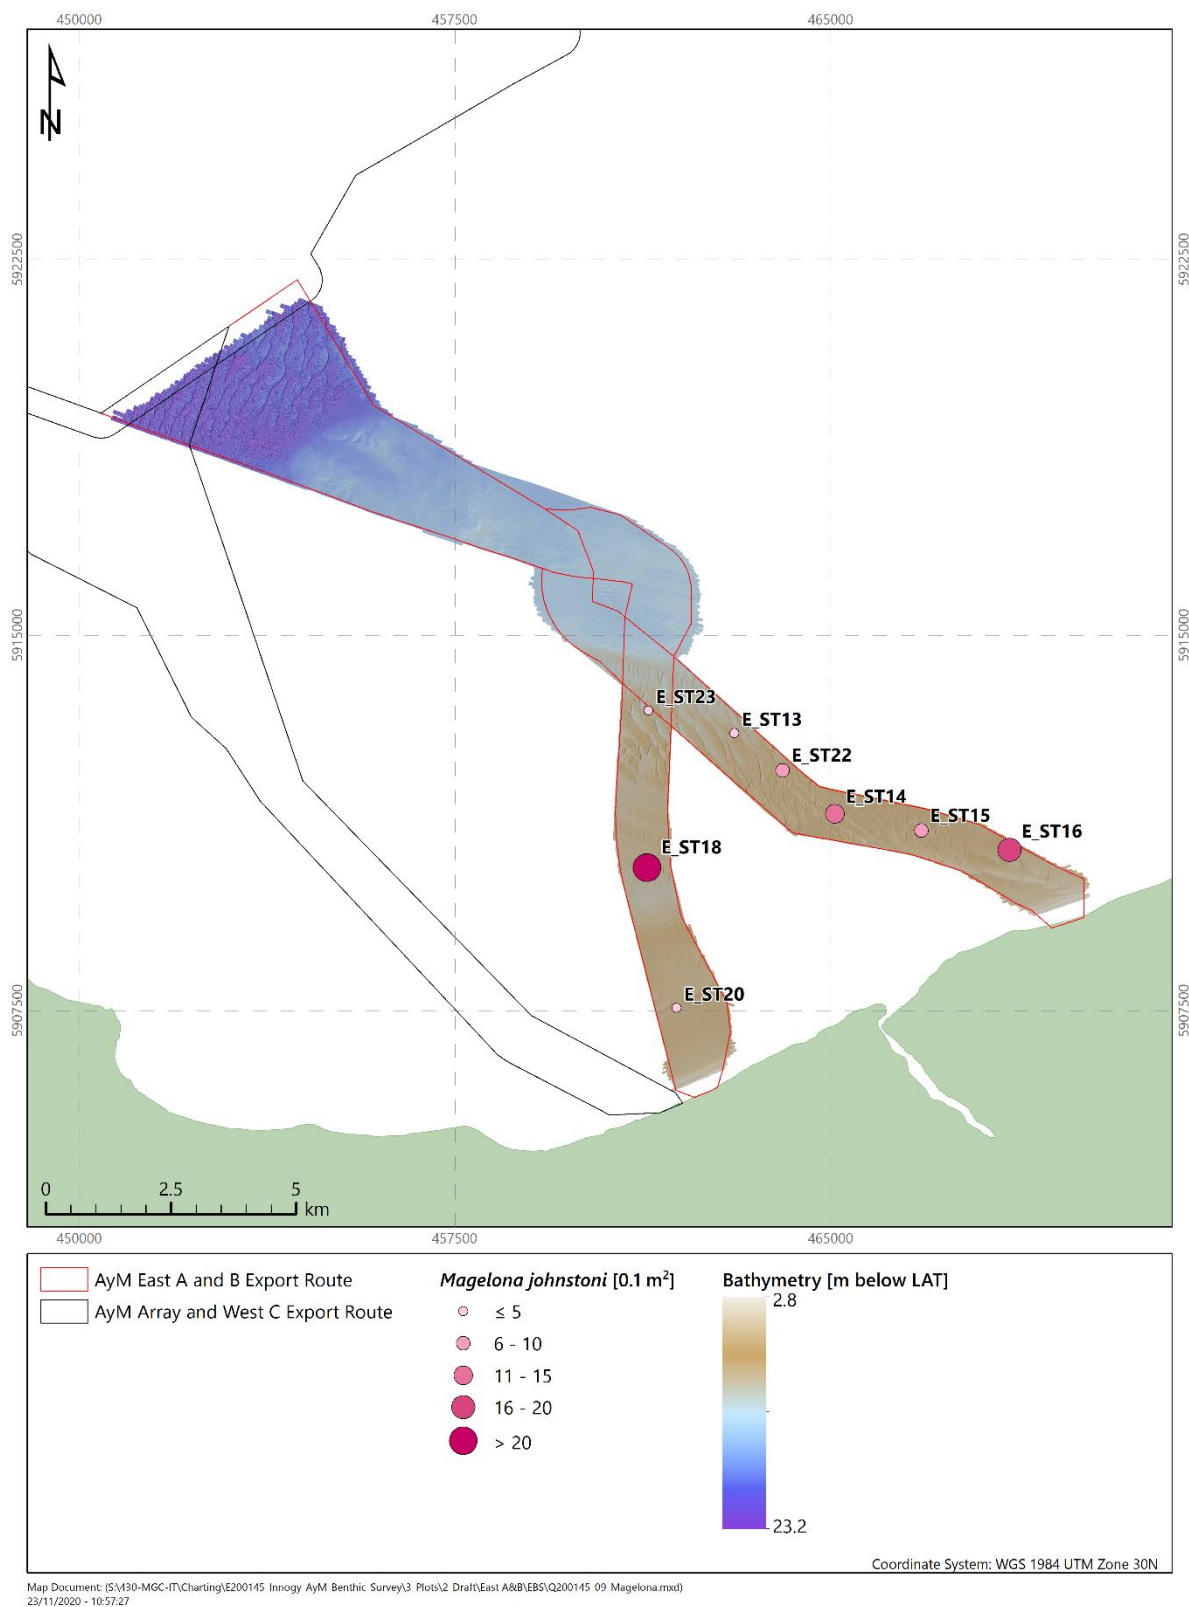 450000 457500 465000
N
5922500 5922500
5915000 5915000
E_ST23
E_ST13
E_ST22
E_ST14
E_ST15
E_ST16
E_ST18
E_ST20
5907500 5907500
0 2.5 5
km
450000 457500 465000
AyM East A and B Export Route
AyM Array and West C Export Route
Magelona johnstoni [0.1 m²]
≤ 5
6 - 10
11 - 15
16 - 20
> 20
Bathymetry [m below LAT]
2.8
23.2
Coordinate System: WGS 1984 UTM Zone 30N
Map Document: (S:\430-MGC-IT\Charting\E200145 Innogy AyM Benthic Survey\3 Plots\2 Draft\East A&B\EBS\Q200145 09 Magelona.mxd)
23/11/2020 - 10:57:27